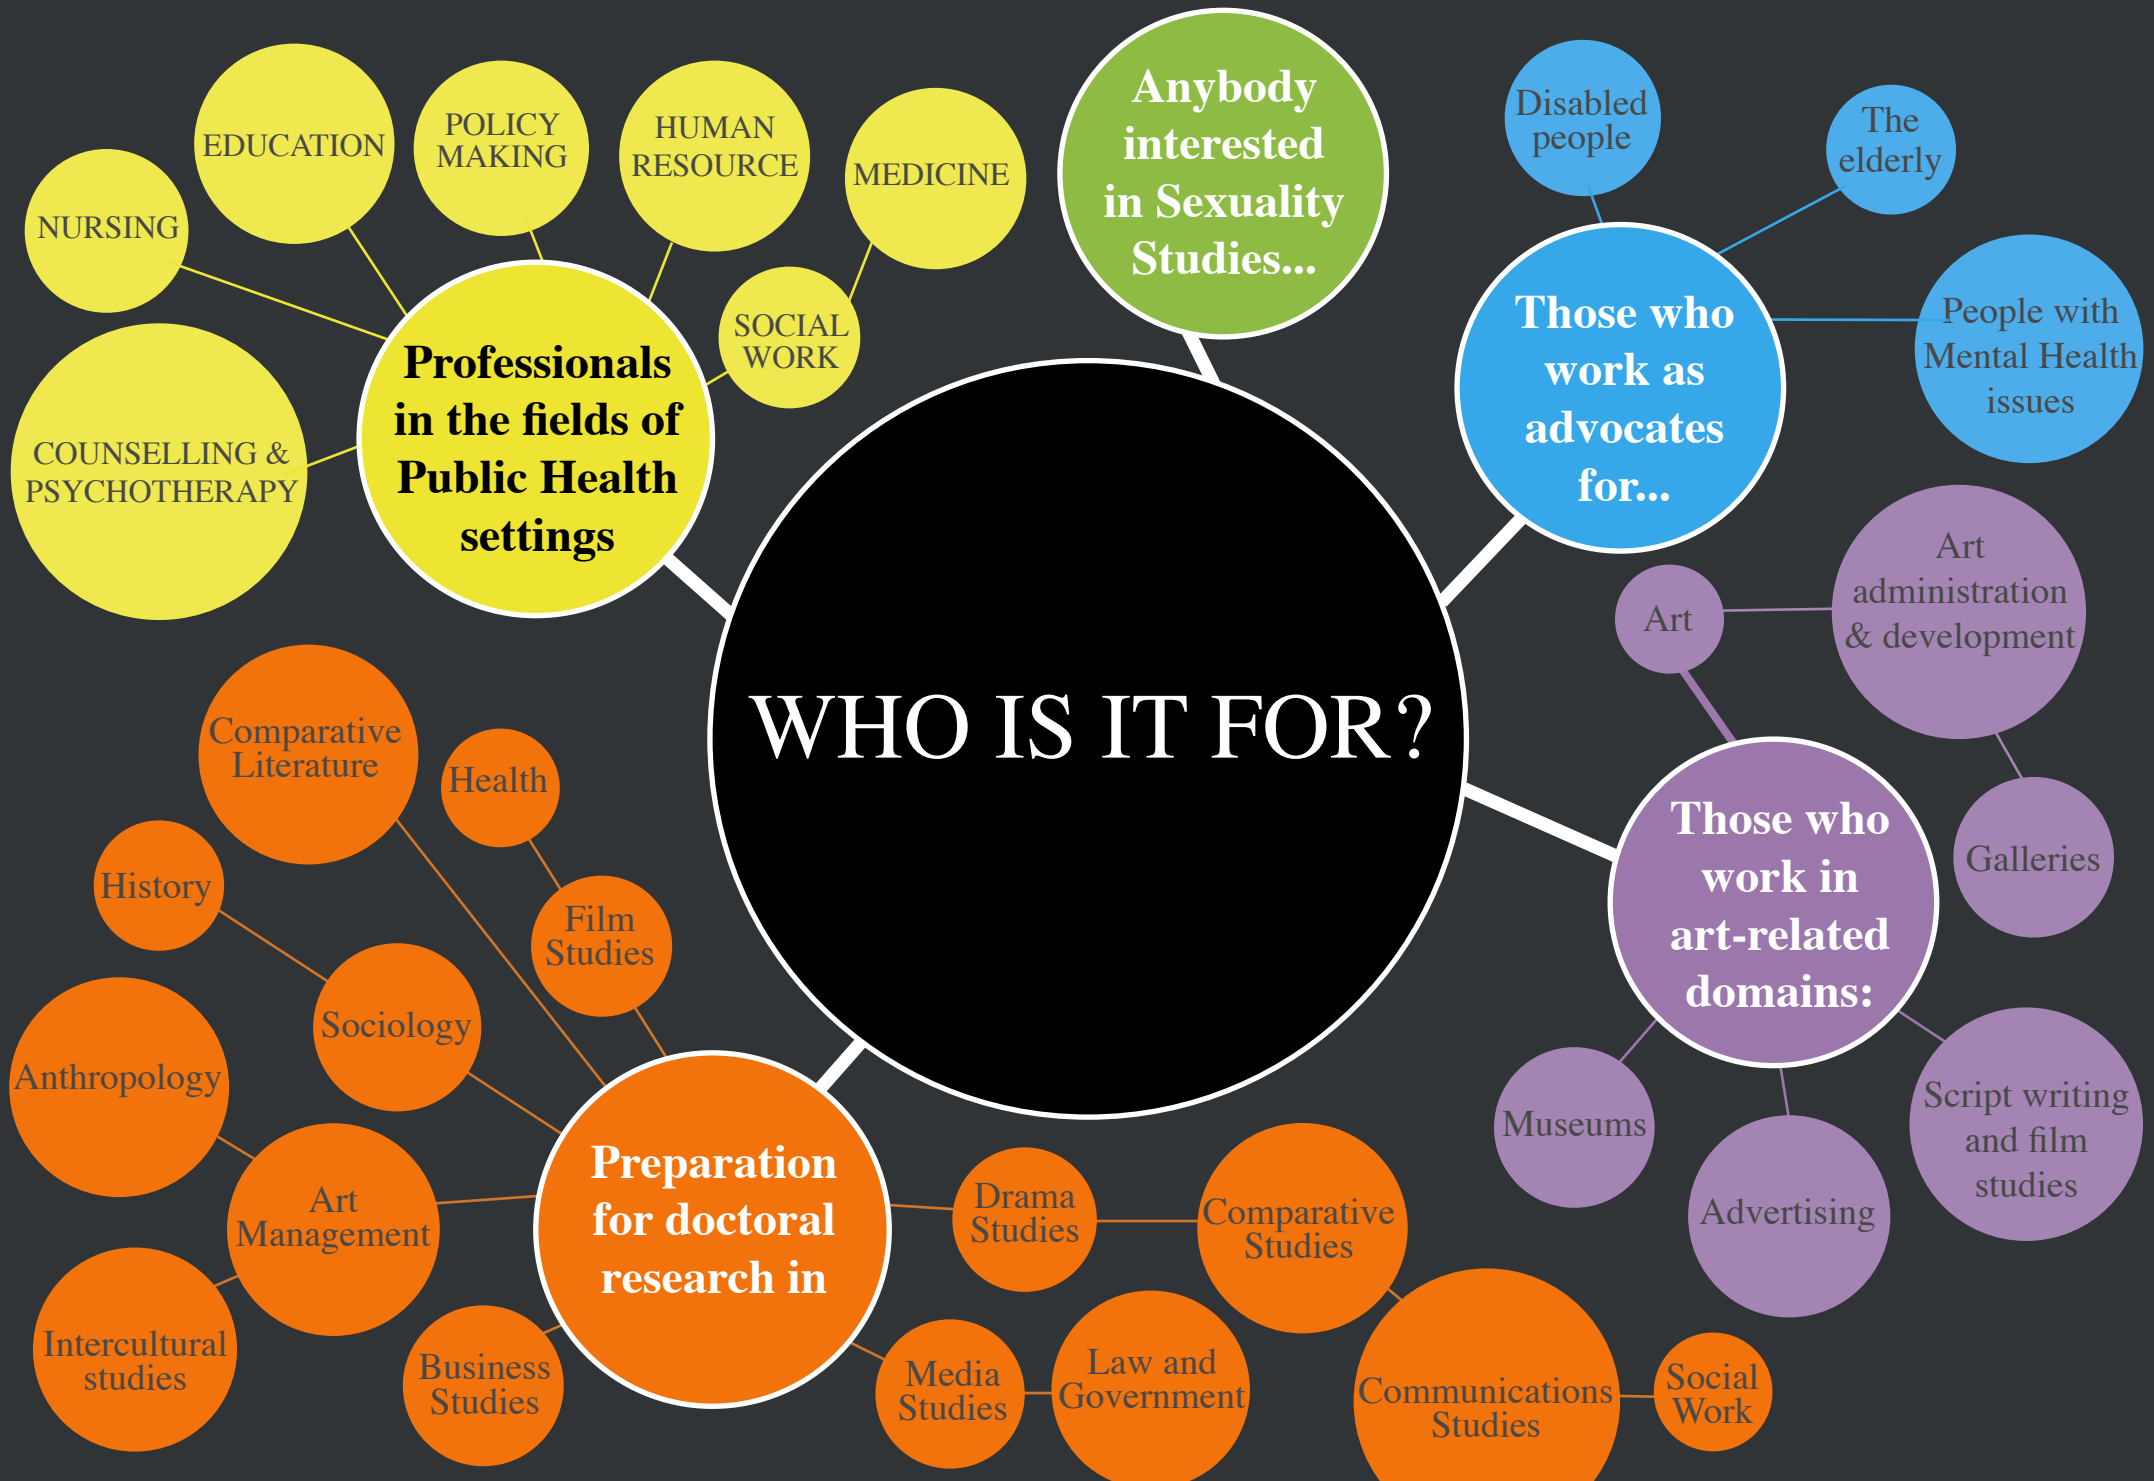 WHO IS IT FOR?
Anybody
interested
in Sexuality
Studies...
Professionals
in the fields of
Public Health
settings
EDUCATION
POLICY
MAKING
HUMAN
RESOURCE
MEDICINE
NURSING
SOCIAL
WORK
COUNSELLING &
PSYCHOTHERAPY
Those who
work as
advocates
for...
Disabled
people
The
elderly
People with
Mental Health
issues
Those who
work in
art-related
domains:
Art
Art
administration
& development
Galleries
Museums
Advertising
Script writing
and film
studies
Preparation
for doctoral
research in
Comparative
Literature
Health
History
Film
Studies
Sociology
Anthropology
Art
Management
Intercultural
studies
Business
Studies
Drama
Studies
Comparative
Studies
Media
Studies
Law and
Government
Communications
Studies
Social
Work